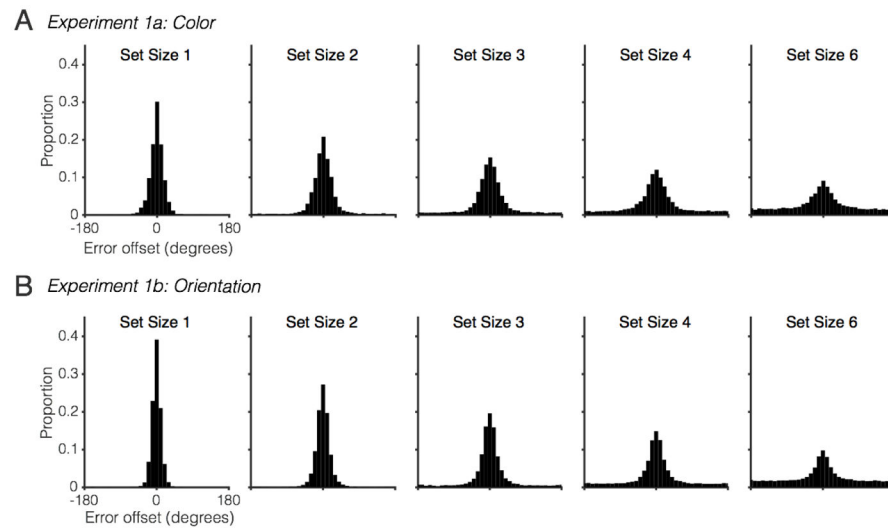 A Experiment 1a: Color
Set Size 1 Set Size 2 Set Size 3 Set Size 4 Set Size 6
0.4
0.3
0.2
0.1
0
Proportion
-180 0 180
Error offset (degrees)
B Experiment 1b: Orientation
Set Size 1 Set Size 2 Set Size 3 Set Size 4 Set Size 6
0.4
0.3
0.2
0.1
0
Proportion
-180 0 180
Error offset (degrees)